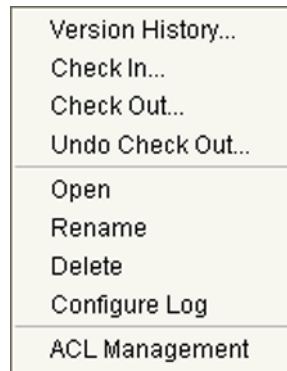 Version History...
Check In...
Check Out...
Undo Check Out...
Open
Rename
Delete
Configure Log
ACL Management